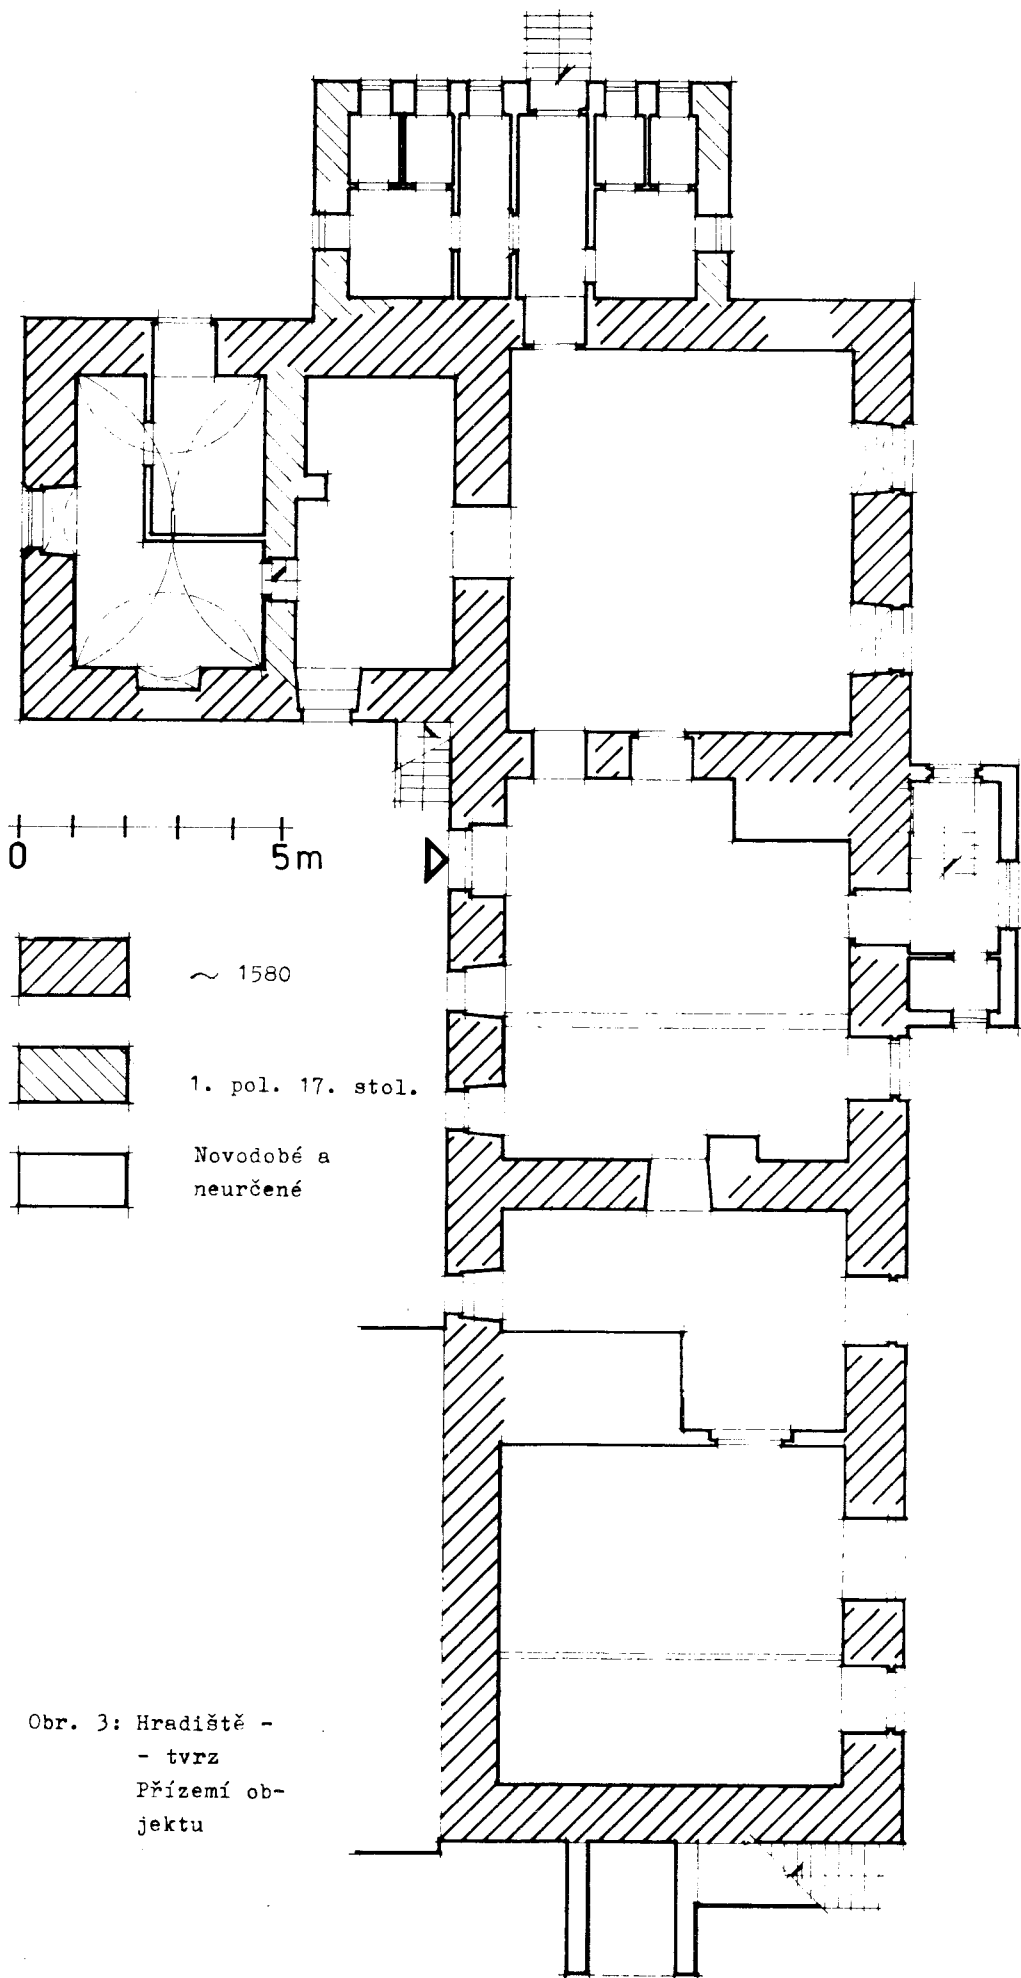 0 5m
~ 1580
1. pol. 17. stol.
Novodobé a
neurčené
Obr. 3: Hradiště -
- tvrz
Přízemí ob-
jektu